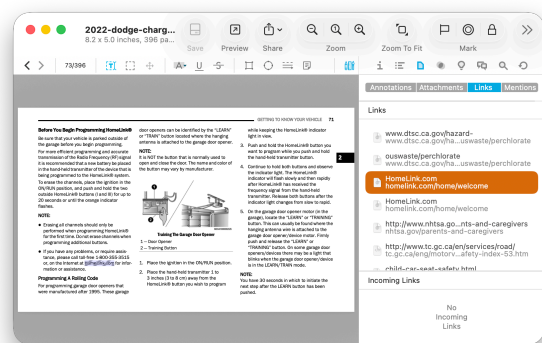 2022-dodge-charg...
8.2 x 5.0 inches, 396 pa...
Save
Preview
Share
Zoom
Zoom To Fit
Mark
73/396
Annotations
Attachments
Links
Mentions
GETTING TO KNOW YOUR VEHICLE 71
Before You Begin Programming HomeLink®
Be sure that your vehicle is parked outside of
the garage before you begin programming.
For more efficient programming and accurate
transmission of the Radio Frequency (RF) signal
it is recommended that a new battery be placed
in the hand-held transmitter of the device that is
being programmed to the HomeLink® system.
To erase the channels, place the ignition in the
ON/RUN position, and push and hold the two
outside HomeLink® buttons (I and III) for up to
20 seconds or until the orange indicator
flashes.
NOTE:
• Erasing all channels should only be
performed when programming HomeLink®
for the first time. Do not erase channels when
programming additional buttons.
• If you have any problems, or require assis-
tance, please call toll-free 1-800-355-3515
or, on the Internet at for infor-
mation or assistance.
Programming A Rolling Code
For programming garage door openers that
were manufactured after 1995. These garage
door openers can be identified by the "LEARN"
or "TRAIN" button located where the hanging
antenna is attached to the garage door opener.
NOTE:
It is NOT the button that is normally used to
open and close the door. The name and color of
the button may vary by manufacturer.
1
2
Training The Garage Door Opener
1 — Door Opener
2 — Training Button
1. Place the ignition in the ON/RUN position.
2. Place the hand-held transmitter 1 to
3 inches (3 to 8 cm) away from the
HomeLink® button you wish to program
while keeping the HomeLink® indicator
light in view.
3. Push and hold the HomeLink® button you
want to program while you push and hold
the hand-held transmitter button.
4. Continue to hold both buttons and observe
the indicator light. The HomeLink®
indicator will flash slowly and then rapidly
after HomeLink® has received the
frequency signal from the hand-held
transmitter. Release both buttons after the
indicator light changes from slow to rapid.
5. On the garage door opener motor (in the
garage), locate the "LEARN" or "TRAINING"
button. This can usually be found where the
hanging antenna wire is attached to the
garage door opener/device motor. Firmly
push and release the "LEARN" or
"TRAINING" button. On some garage door
openers/devices there may be a light that
blinks when the garage door opener/device
is in the LEARN/TRAIN mode.
NOTE:
You have 30 seconds in which to initiate the
next step after the LEARN button has been
pushed.
2
Links
www.dtsc.ca.gov/hazard-
www.dtsc.ca.gov/ha...uswaste/perchlorate
ouswaste/perchlorate
www.dtsc.ca.gov/ha...uswaste/perchlorate
HomeLink.com
homelink.com/home/welcome
HomeLink.com
homelink.com/home/welcome
http://www.nhtsa.go...nts-and-caregivers
nhtsa.gov/parents-and-caregivers
http://www.tc.gc.ca/en/services/road/
tc.gc.ca/eng/motorv...afety-index-53.htm
child-car-seat-safety.html
Incoming Links
No
Incoming
Links